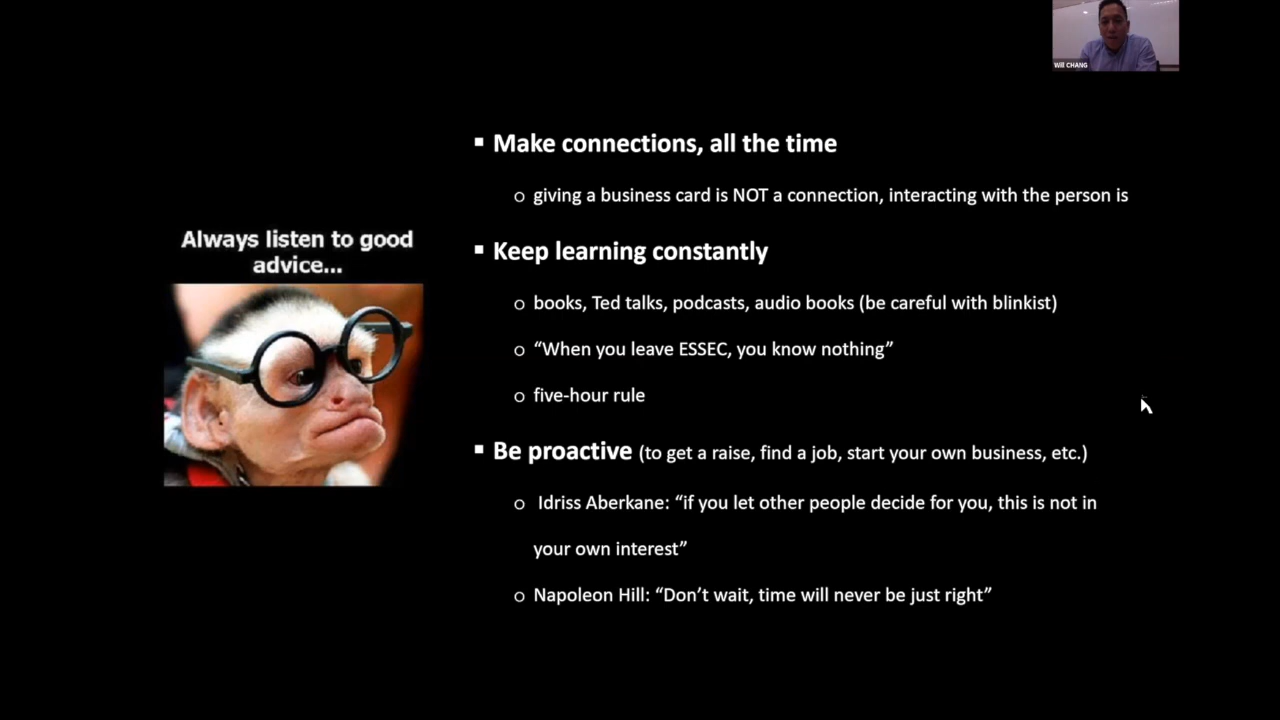 Will CHANG
▪ Make connections, all the time
o giving a business card is NOT a connection, interacting with the person is
Always listen to good
advice...
▪ Keep learning constantly
o books, Ted talks, podcasts, audio books (be careful with blinkist)
o “When you leave ESSEC, you know nothing”
o five-hour rule
▪ Be proactive (to get a raise, find a job, start your own business, etc.)
o Idriss Aberkane: “if you let other people decide for you, this is not in
your own interest”
o Napoleon Hill: “Don’t wait, time will never be just right”